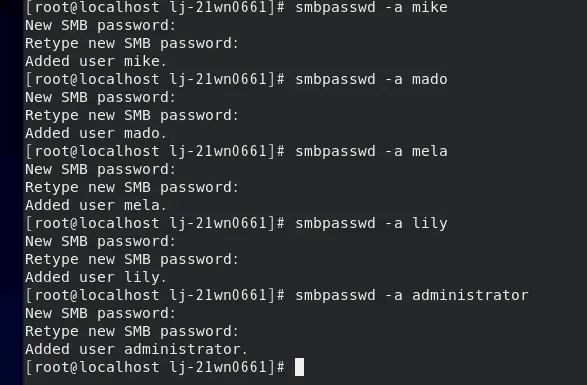 [root@localhost lj-21wn0661]# smbpasswd -a mike
New SMB password:
Retype new SMB password:
Added user mike.
[root@localhost lj-21wn0661]# smbpasswd -a mado
New SMB password:
Retype new SMB password:
Added user mado.
[root@localhost lj-21wn0661]# smbpasswd -a mela
New SMB password:
Retype new SMB password:
Added user mela.
[root@localhost lj-21wn0661]# smbpasswd -a lily
New SMB password:
Retype new SMB password:
Added user lily.
[root@localhost lj-21wn0661]# smbpasswd -a administrator
New SMB password:
Retype new SMB password:
Added user administrator.
[root@localhost lj-21wn0661]#